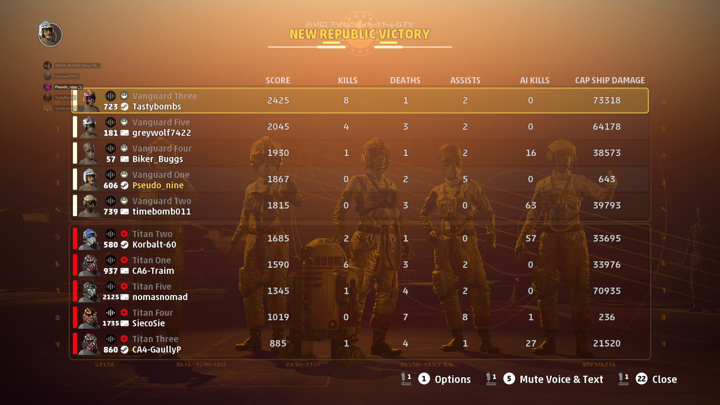 NEW REPUBLIC VICTORY
SCORE KILLS DEATHS ASSISTS AI KILLS CAP SHIP DAMAGE
Vanguard Three
723 Tastybombs 2425 8 1 2 0 73318
Vanguard Five
181 greywolf7422 2045 4 3 2 0 64178
Vanguard Four
57 Biker_Buggs 1930 1 1 2 16 38573
Vanguard One
606 Pseudo_nine 1867 0 2 5 0 643
Vanguard Two
739 timebomb011 1815 0 3 0 63 39793
Titan Two
580 Korbalt-60 1685 2 1 0 57 33695
Titan One
937 CA6-Traim 1590 6 3 2 0 33976
Titan Five
2125 nomasnomad 1345 1 4 2 0 70935
Titan Four
1755 SiecoSie 1019 0 7 8 1 236
Titan Three
860 CA4-GaullyP 885 1 4 1 27 21520
1 1 Options 1 5 Mute Voice & Text 1 22 Close